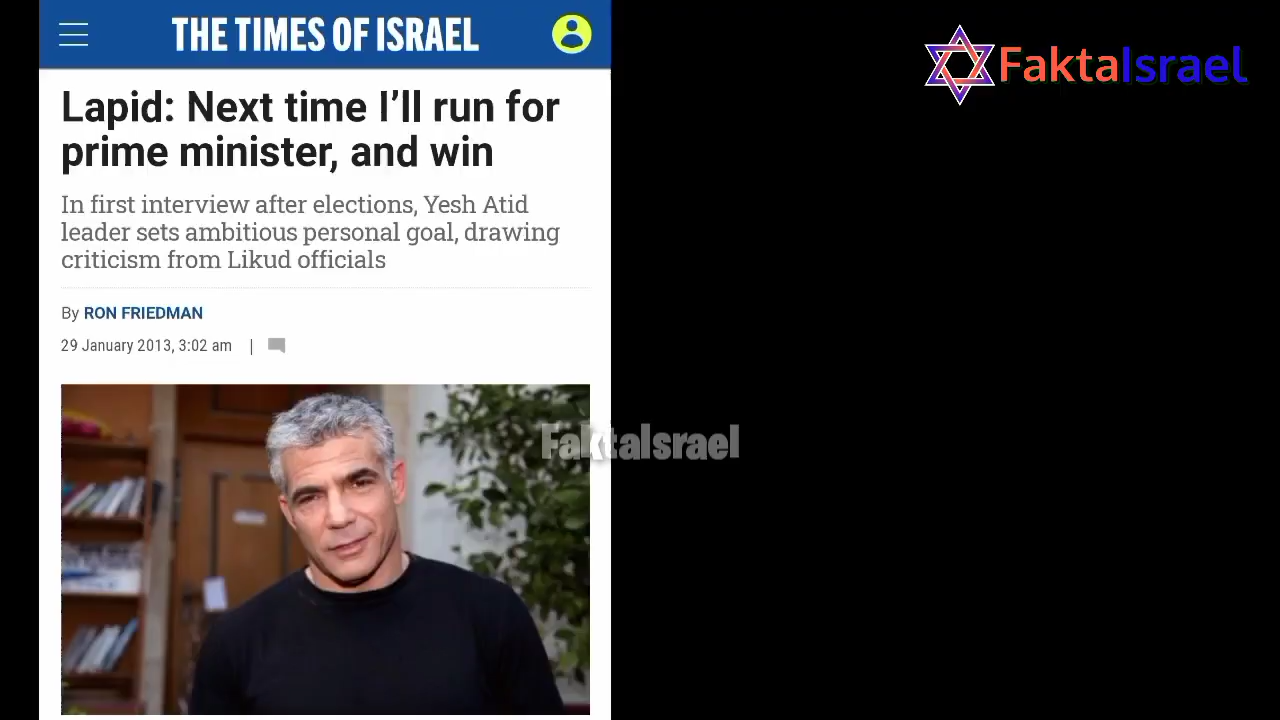 THE TIMES OF ISRAEL
FaktaIsrael
Lapid: Next time I’ll run for
prime minister, and win
In first interview after elections, Yesh Atid
leader sets ambitious personal goal, drawing
criticism from Likud officials
By RON FRIEDMAN
29 January 2013, 3:02 am |
FaktaIsrael